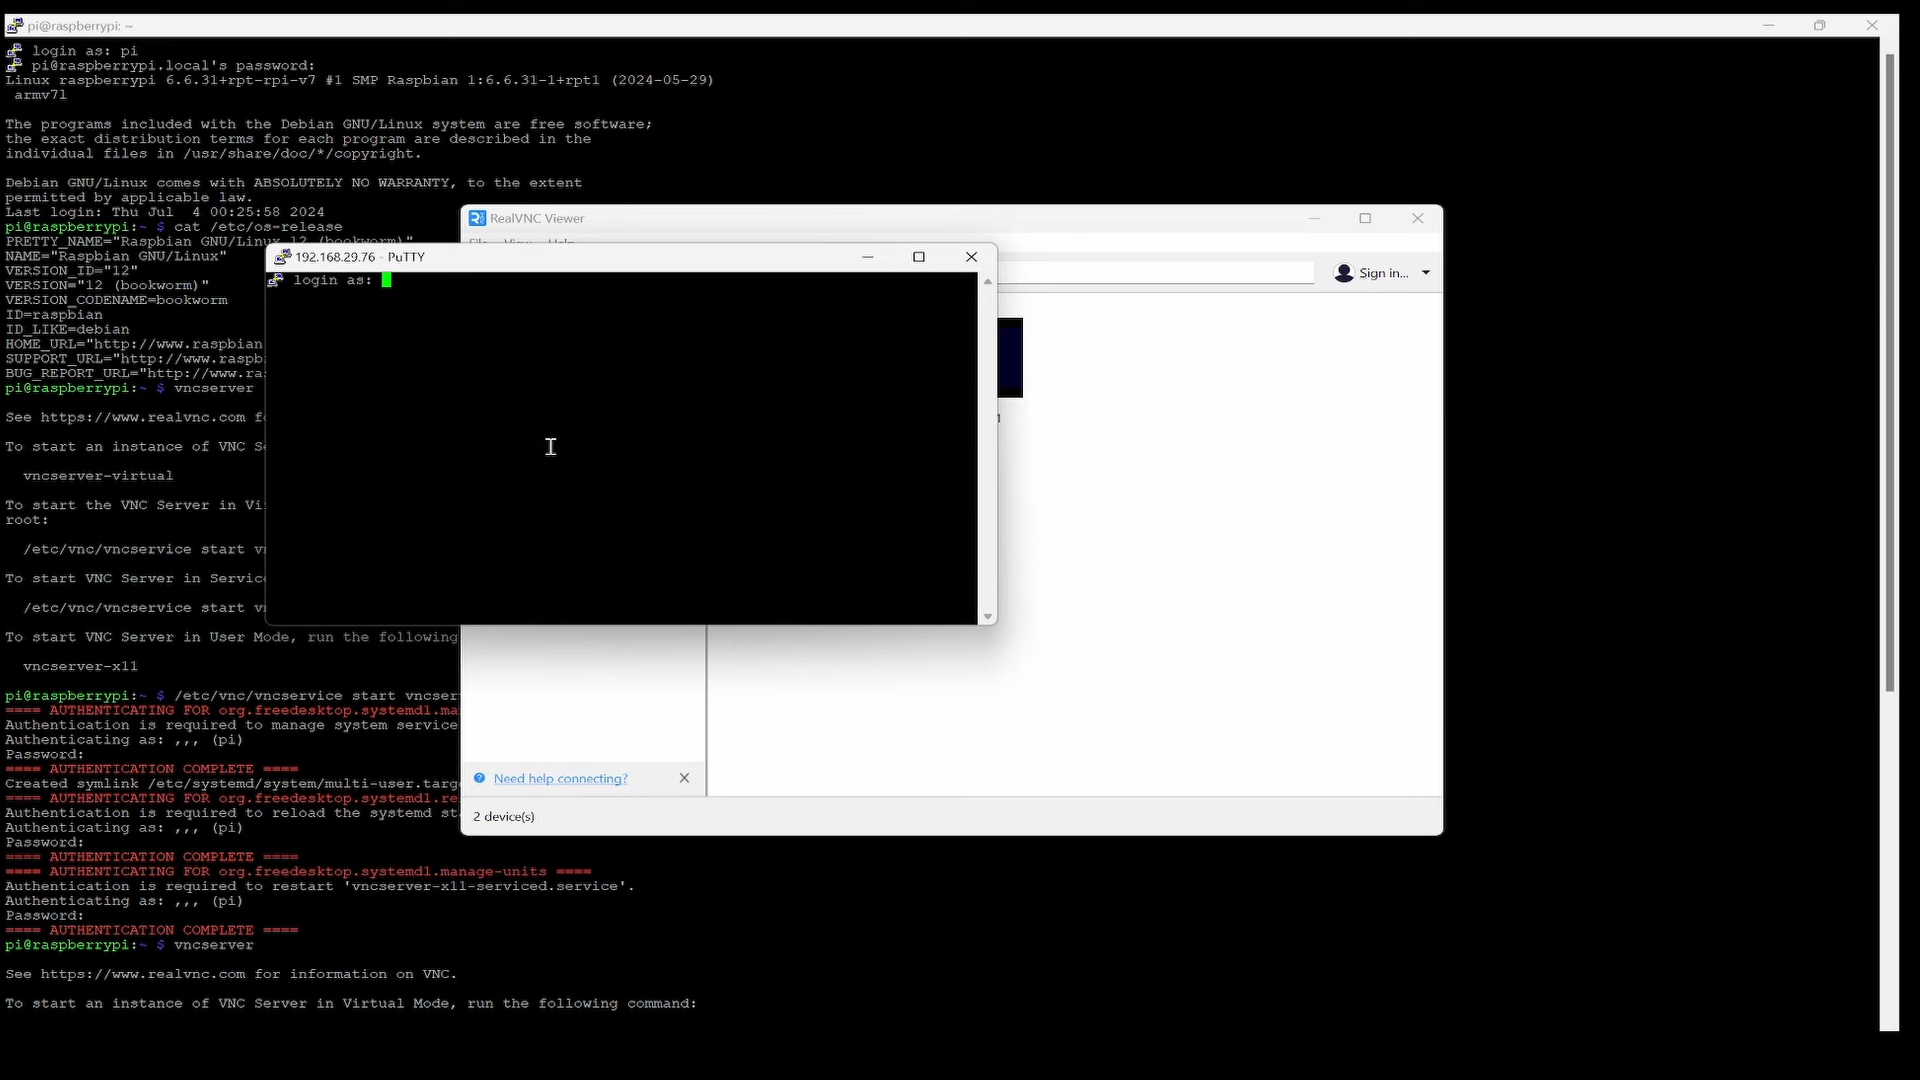 pi@raspberrypi: ~
login as: pi
pi@raspberrypi.local's password:
Linux raspberrypi 6.6.31+rpt-rpi-v7 #1 SMP Raspbian 1:6.6.31-1+rpt1 (2024-05-29)
armv7l
The programs included with the Debian GNU/Linux system are free software;
the exact distribution terms for each program are described in the
individual files in /usr/share/doc/*/copyright.
Debian GNU/Linux comes with ABSOLUTELY NO WARRANTY, to the extent
permitted by applicable law.
Last login: Thu Jul  4 00:25:58 2024
pi@raspberrypi:~ $ cat /etc/os-release
PRETTY_NAME="Raspbian GNU/Linux 12 (bookworm)"
NAME="Raspbian GNU/Linux"
VERSION_ID="12"
VERSION="12 (bookworm)"
VERSION_CODENAME=bookworm
ID=raspbian
ID_LIKE=debian
HOME_URL="http://www.raspbian
SUPPORT_URL="http://www.raspb
BUG_REPORT_URL="http://www.ra
pi@raspberrypi:~ $ vncserver
See https://www.realvnc.com f
To start an instance of VNC Se
vncserver-virtual
To start the VNC Server in Vi
root:
/etc/vnc/vncservice start v
To start VNC Server in Servic
/etc/vnc/vncservice start v
To start VNC Server in User Mode, run the following
vncserver-x11
pi@raspberrypi:~ $ /etc/vnc/vncservice start vncser
==== AUTHENTICATING FOR org.freedesktop.systemd1.ma
Authentication is required to manage system service
Authenticating as: ,,, (pi)
Password:
==== AUTHENTICATION COMPLETE ====
Created symlink /etc/systemd/system/multi-user.targ
==== AUTHENTICATING FOR org.freedesktop.systemd1.re
Authentication is required to reload the systemd st
Authenticating as: ,,, (pi)
Password:
==== AUTHENTICATION COMPLETE ====
==== AUTHENTICATING FOR org.freedesktop.systemd1.manage-units ====
Authentication is required to restart 'vncserver-x11-serviced.service'.
Authenticating as: ,,, (pi)
Password:
==== AUTHENTICATION COMPLETE ====
pi@raspberrypi:~ $ vncserver
See https://www.realvnc.com for information on VNC.
To start an instance of VNC Server in Virtual Mode, run the following command:
RealVNC Viewer
File View Help
Sign in...
192.168.29.76 - PuTTY
login as:
Need help connecting?
2 device(s)